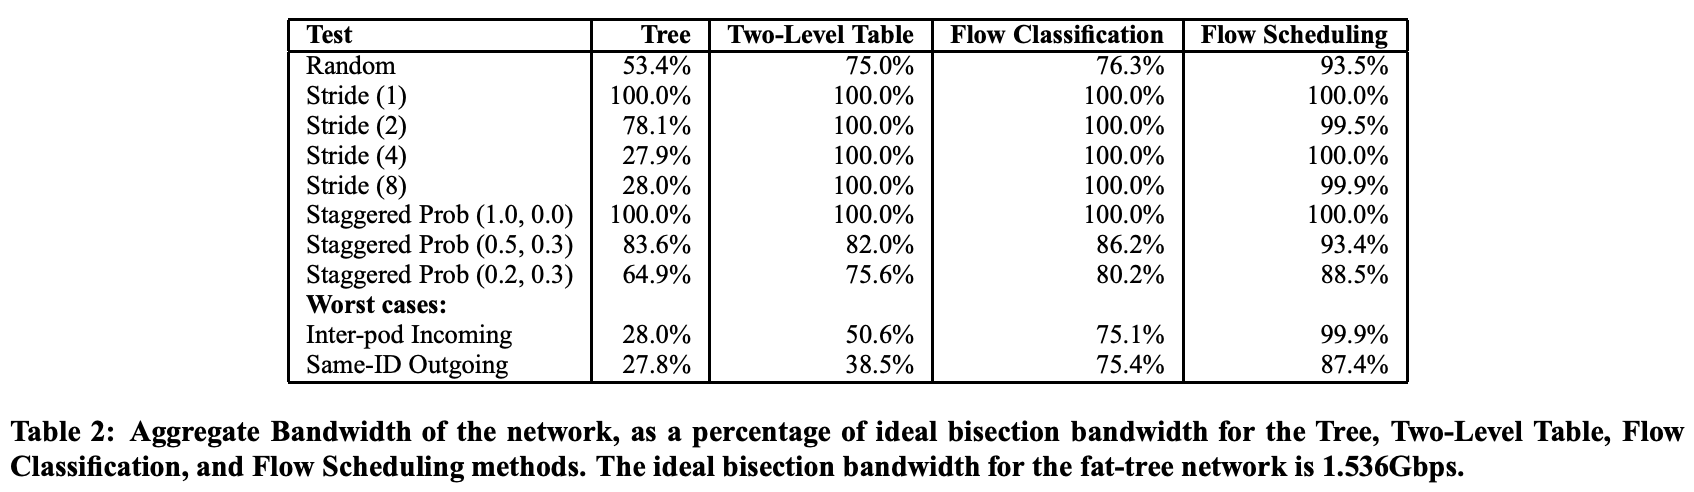 Test Tree Two-Level Table Flow Classification Flow Scheduling
Random 53.4% 75.0% 76.3% 93.5%
Stride (1) 100.0% 100.0% 100.0% 100.0%
Stride (2) 78.1% 100.0% 100.0% 99.5%
Stride (4) 27.9% 100.0% 100.0% 100.0%
Stride (8) 28.0% 100.0% 100.0% 99.9%
Staggered Prob (1.0, 0.0) 100.0% 100.0% 100.0% 100.0%
Staggered Prob (0.5, 0.3) 83.6% 82.0% 86.2% 93.4%
Staggered Prob (0.2, 0.3) 64.9% 75.6% 80.2% 88.5%
Worst cases:
Inter-pod Incoming 28.0% 50.6% 75.1% 99.9%
Same-ID Outgoing 27.8% 38.5% 75.4% 87.4%
Table 2: Aggregate Bandwidth of the network, as a percentage of ideal bisection bandwidth for the Tree, Two-Level Table, Flow
Classification, and Flow Scheduling methods. The ideal bisection bandwidth for the fat-tree network is 1.536Gbps.